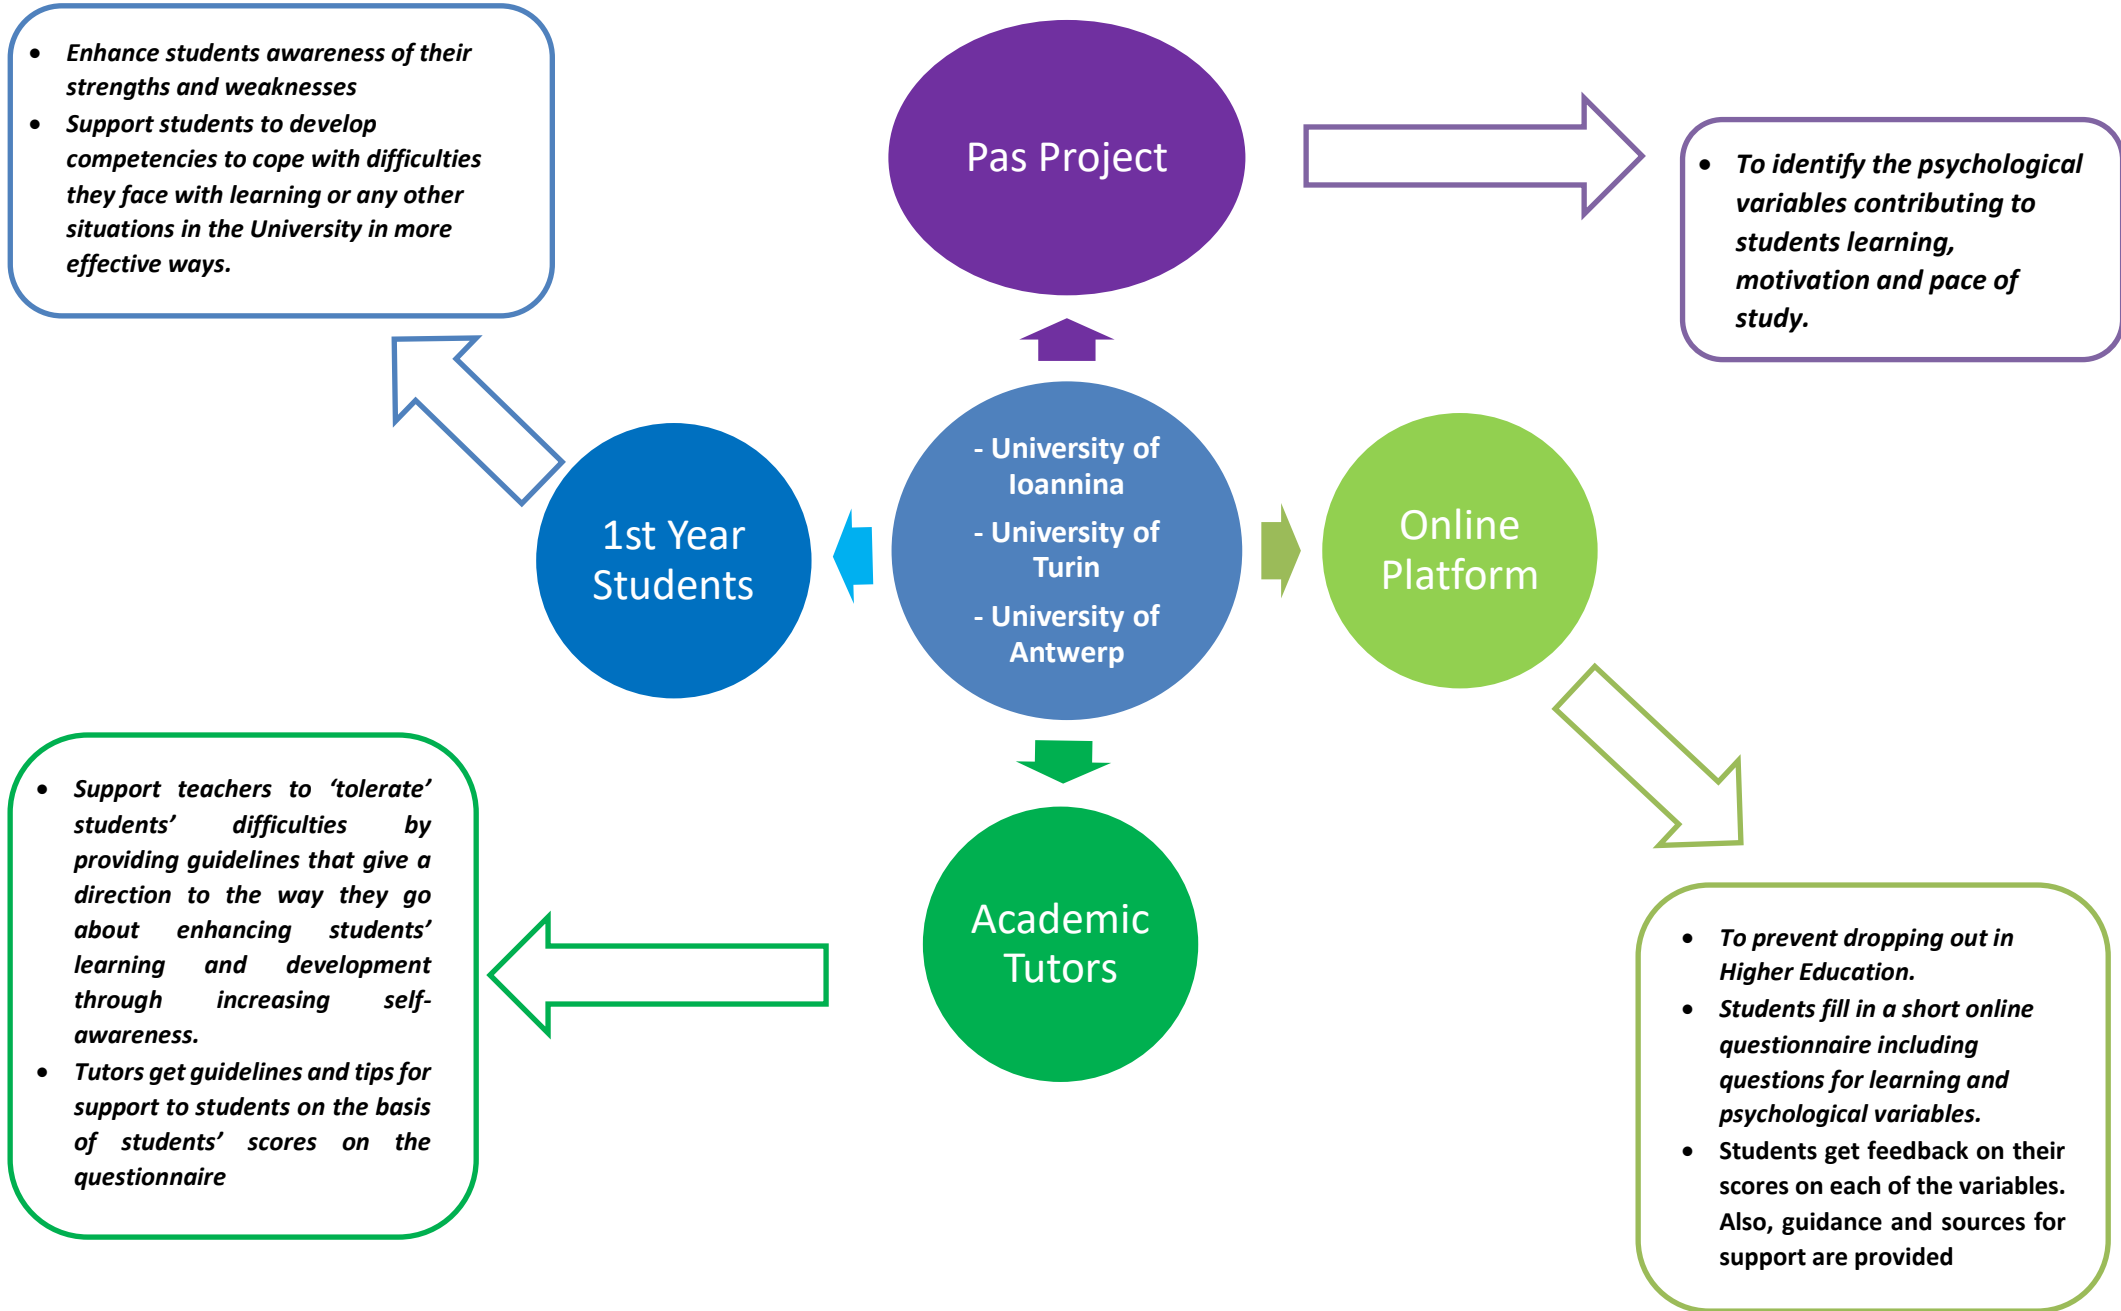 • Enhance students awareness of their
strengths and weaknesses
• Support students to develop
competencies to cope with difficulties
they face with learning or any other
situations in the University in more
effective ways.
Pas Project
• To identify the psychological
variables contributing to
students learning,
motivation and pace of
study.
1st Year
Students
- University of
Ioannina
- University of
Turin
- University of
Antwerp
Online
Platform
• Support teachers to ‘tolerate’
students’ difficulties by
providing guidelines that give a
direction to the way they go
about enhancing students’
learning and development
through increasing self-
awareness.
• Tutors get guidelines and tips for
support to students on the basis
of students’ scores on the
questionnaire
Academic
Tutors
• To prevent dropping out in
Higher Education.
• Students fill in a short online
questionnaire including
questions for learning and
psychological variables.
• Students get feedback on their
scores on each of the variables.
Also, guidance and sources for
support are provided